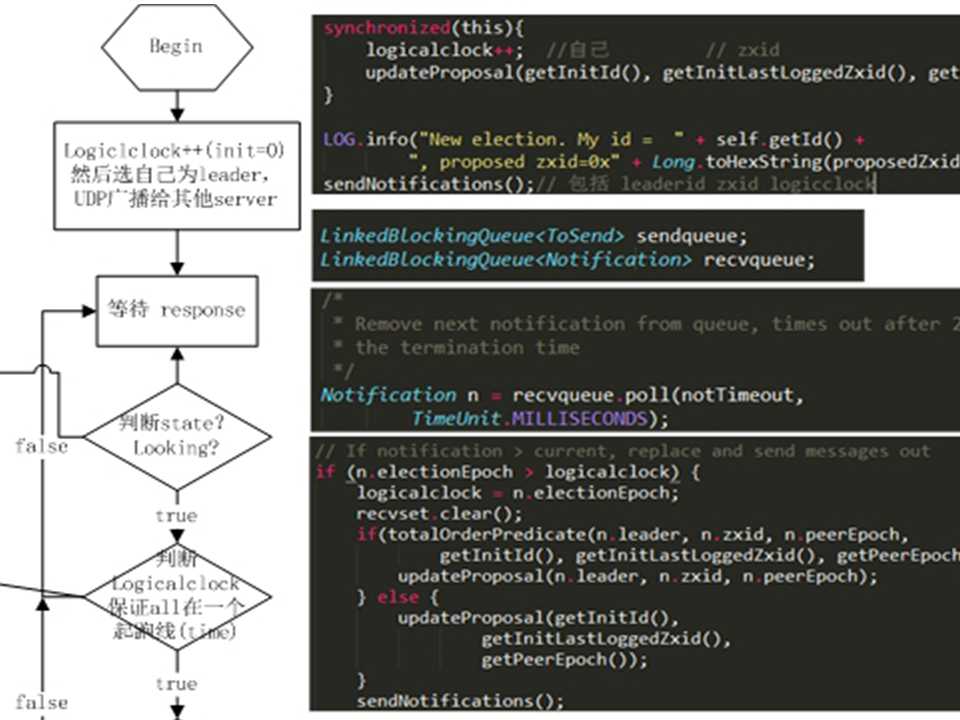 Begin
Logiclclock++(init=0)
然后选自己为leader,
UDP广播给其他server
等待 response
判断state?
Looking?
false
true
判断
Logicalclock
保证all在一个
起跑线(time)
false
true
synchronized(this){
logicalclock++; //自己 // zxid
updateProposal(getInitId(), getInitLastLoggedZxid(), get
}
LOG.info("New election. My id = " + self.getId() +
", proposed zxid=0x" + Long.toHexString(proposedZxid
sendNotifications();// 包括 leaderid zxid logicclock
LinkedBlockingQueue<ToSend> sendqueue;
LinkedBlockingQueue<Notification> recvqueue;
/*
* Remove next notification from queue, times out after 2
* the termination time
*/
Notification n = recvqueue.poll(notTimeout,
TimeUnit.MILLISECONDS);
// If notification > current, replace and send messages out
if (n.electionEpoch > logicalclock) {
logicalclock = n.electionEpoch;
recvset.clear();
if(totalOrderPredicate(n.leader, n.zxid, n.peerEpoch,
getInitId(), getInitLastLoggedZxid(), getPeerEpoch
updateProposal(n.leader, n.zxid, n.peerEpoch);
} else {
updateProposal(getInitId(),
getInitLastLoggedZxid(),
getPeerEpoch());
}
sendNotifications();